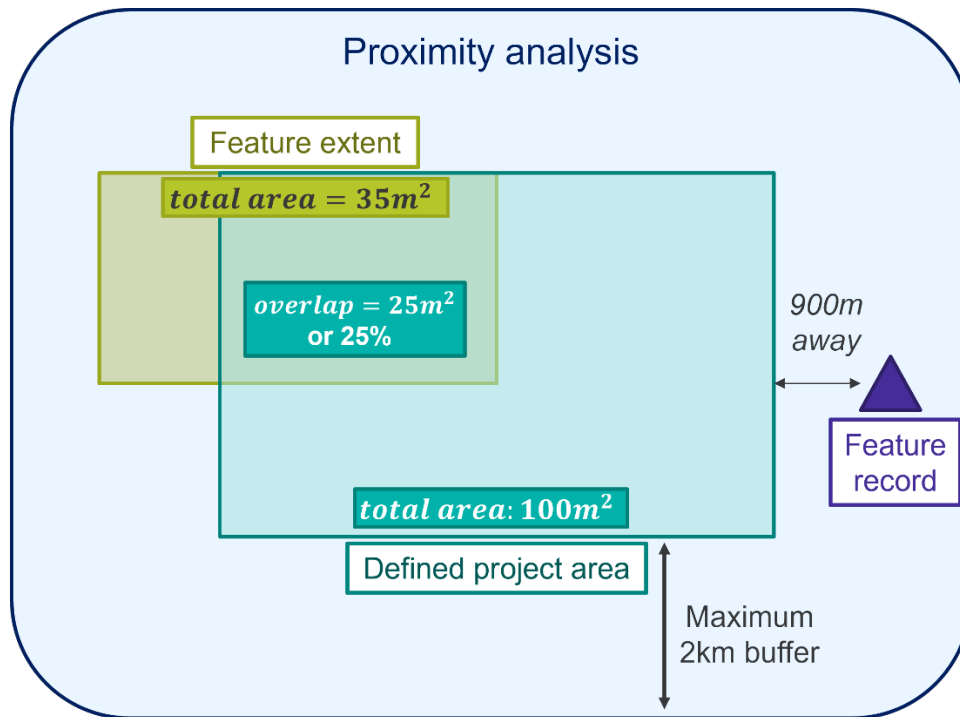 Proximity analysis
Feature extent
total area = 35m²
overlap = 25m²
or 25%
900m
away
Feature
record
total area: 100m²
Defined project area
Maximum
2km buffer